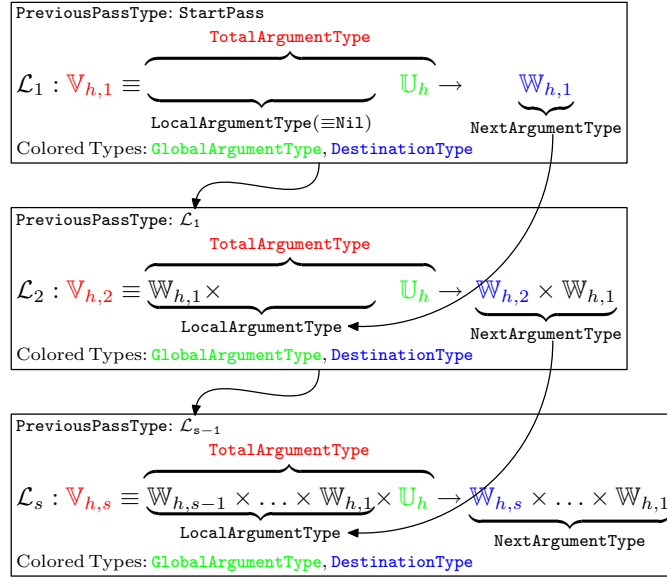 PreviousPassType: StartPass
TotalArgumentType
ℒ₁ : 𝕍ₕ,₁ ≡ 𝕌ₕ → 𝕎ₕ,₁
LocalArgumentType(≡Nil)
NextArgumentType
Colored Types: GlobalArgumentType, DestinationType
PreviousPassType: ℒ₁
TotalArgumentType
ℒ₂ : 𝕍ₕ,₂ ≡ 𝕎ₕ,₁ × 𝕌ₕ → 𝕎ₕ,₂ × 𝕎ₕ,₁
LocalArgumentType
NextArgumentType
Colored Types: GlobalArgumentType, DestinationType
PreviousPassType: ℒₛ₋₁
TotalArgumentType
ℒₛ : 𝕍ₕ,ₛ ≡ 𝕎ₕ,ₛ₋₁ × … × 𝕎ₕ,₁ × 𝕌ₕ → 𝕎ₕ,ₛ × … × 𝕎ₕ,₁
LocalArgumentType
NextArgumentType
Colored Types: GlobalArgumentType, DestinationType